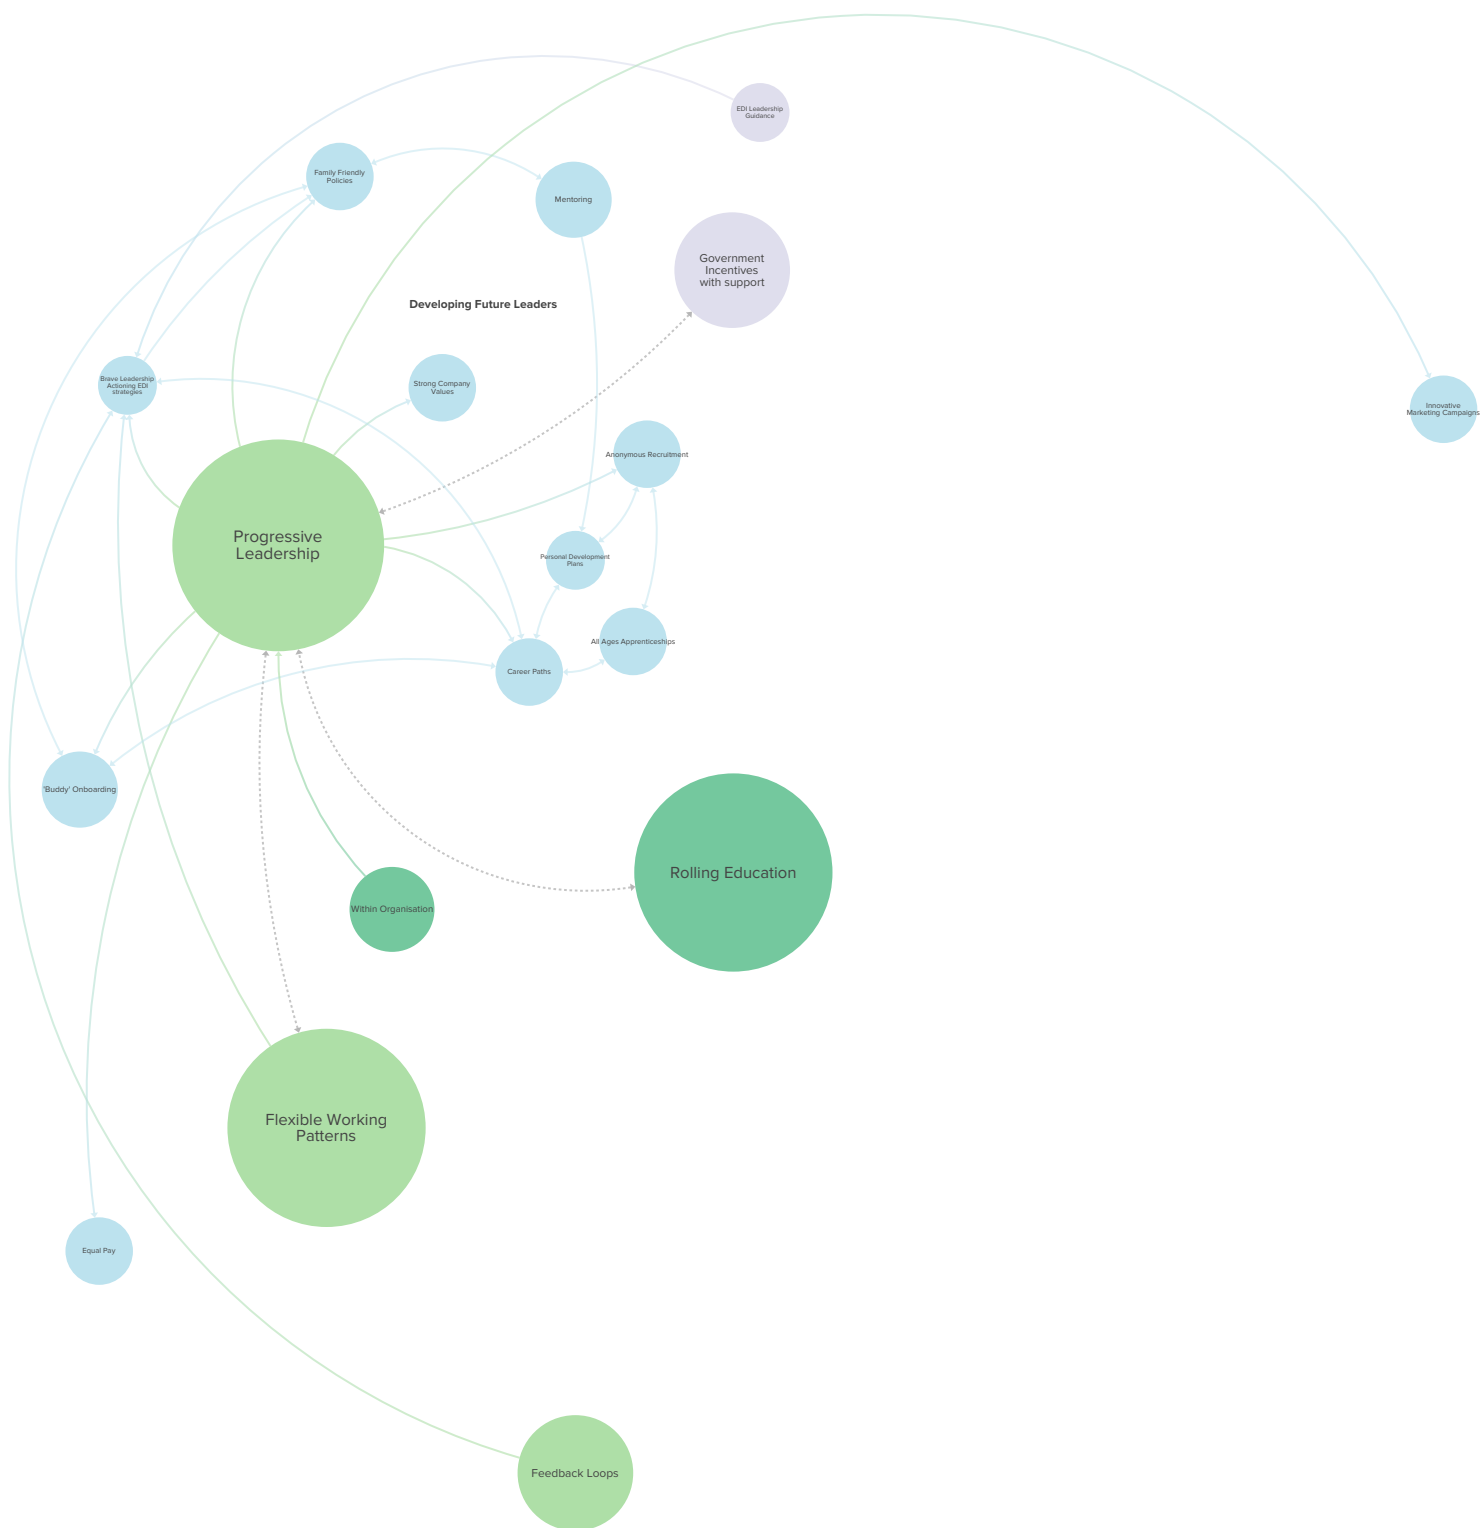 EDI Leadership
Guidance
Family Friendly
Policies
Mentoring
Government
Incentives
with support
Developing Future Leaders
Brave Leadership
Actioning EDI
strategies
Strong Company
Values
Innovative
Marketing Campaigns
Anonymous Recruitment
Progressive
Leadership
Personal Development
Plans
All Ages Apprenticeships
Career Paths
'Buddy' Onboarding
Rolling Education
Within Organisation
Flexible Working
Patterns
Equal Pay
Feedback Loops